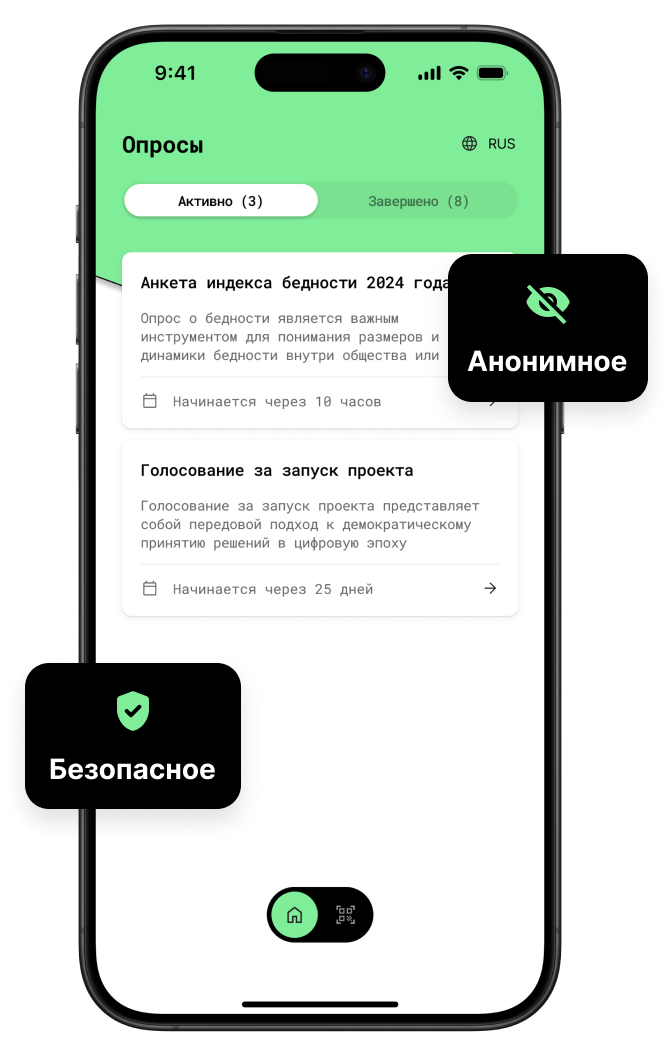 9:41
Опросы
RUS
Активно (3)
Завершено (8)
Анкета индекса бедности 2024 года
Опрос о бедности является важным
инструментом для понимания размеров и
динамики бедности внутри общества или
Начинается через 10 часов
Анонимное
Голосование за запуск проекта
Голосование за запуск проекта представляет
собой передовой подход к демократическому
принятию решений в цифровую эпоху
Начинается через 25 дней
Безопасное